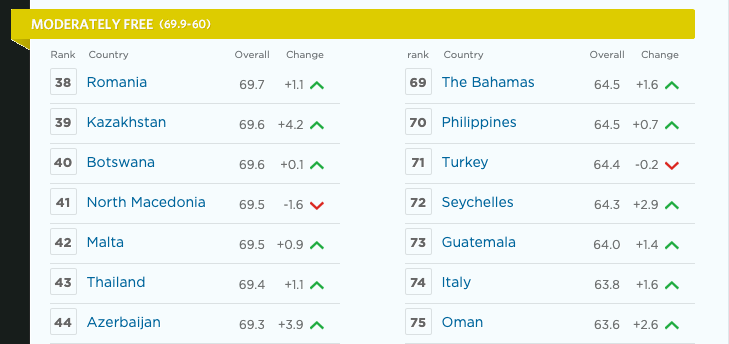 MODERATELY FREE (69.9-60)
Rank Country Overall Change
38 Romania 69.7 +1.1
39 Kazakhstan 69.6 +4.2
40 Botswana 69.6 +0.1
41 North Macedonia 69.5 -1.6
42 Malta 69.5 +0.9
43 Thailand 69.4 +1.1
44 Azerbaijan 69.3 +3.9
rank Country Overall Change
69 The Bahamas 64.5 +1.6
70 Philippines 64.5 +0.7
71 Turkey 64.4 -0.2
72 Seychelles 64.3 +2.9
73 Guatemala 64.0 +1.4
74 Italy 63.8 +1.6
75 Oman 63.6 +2.6